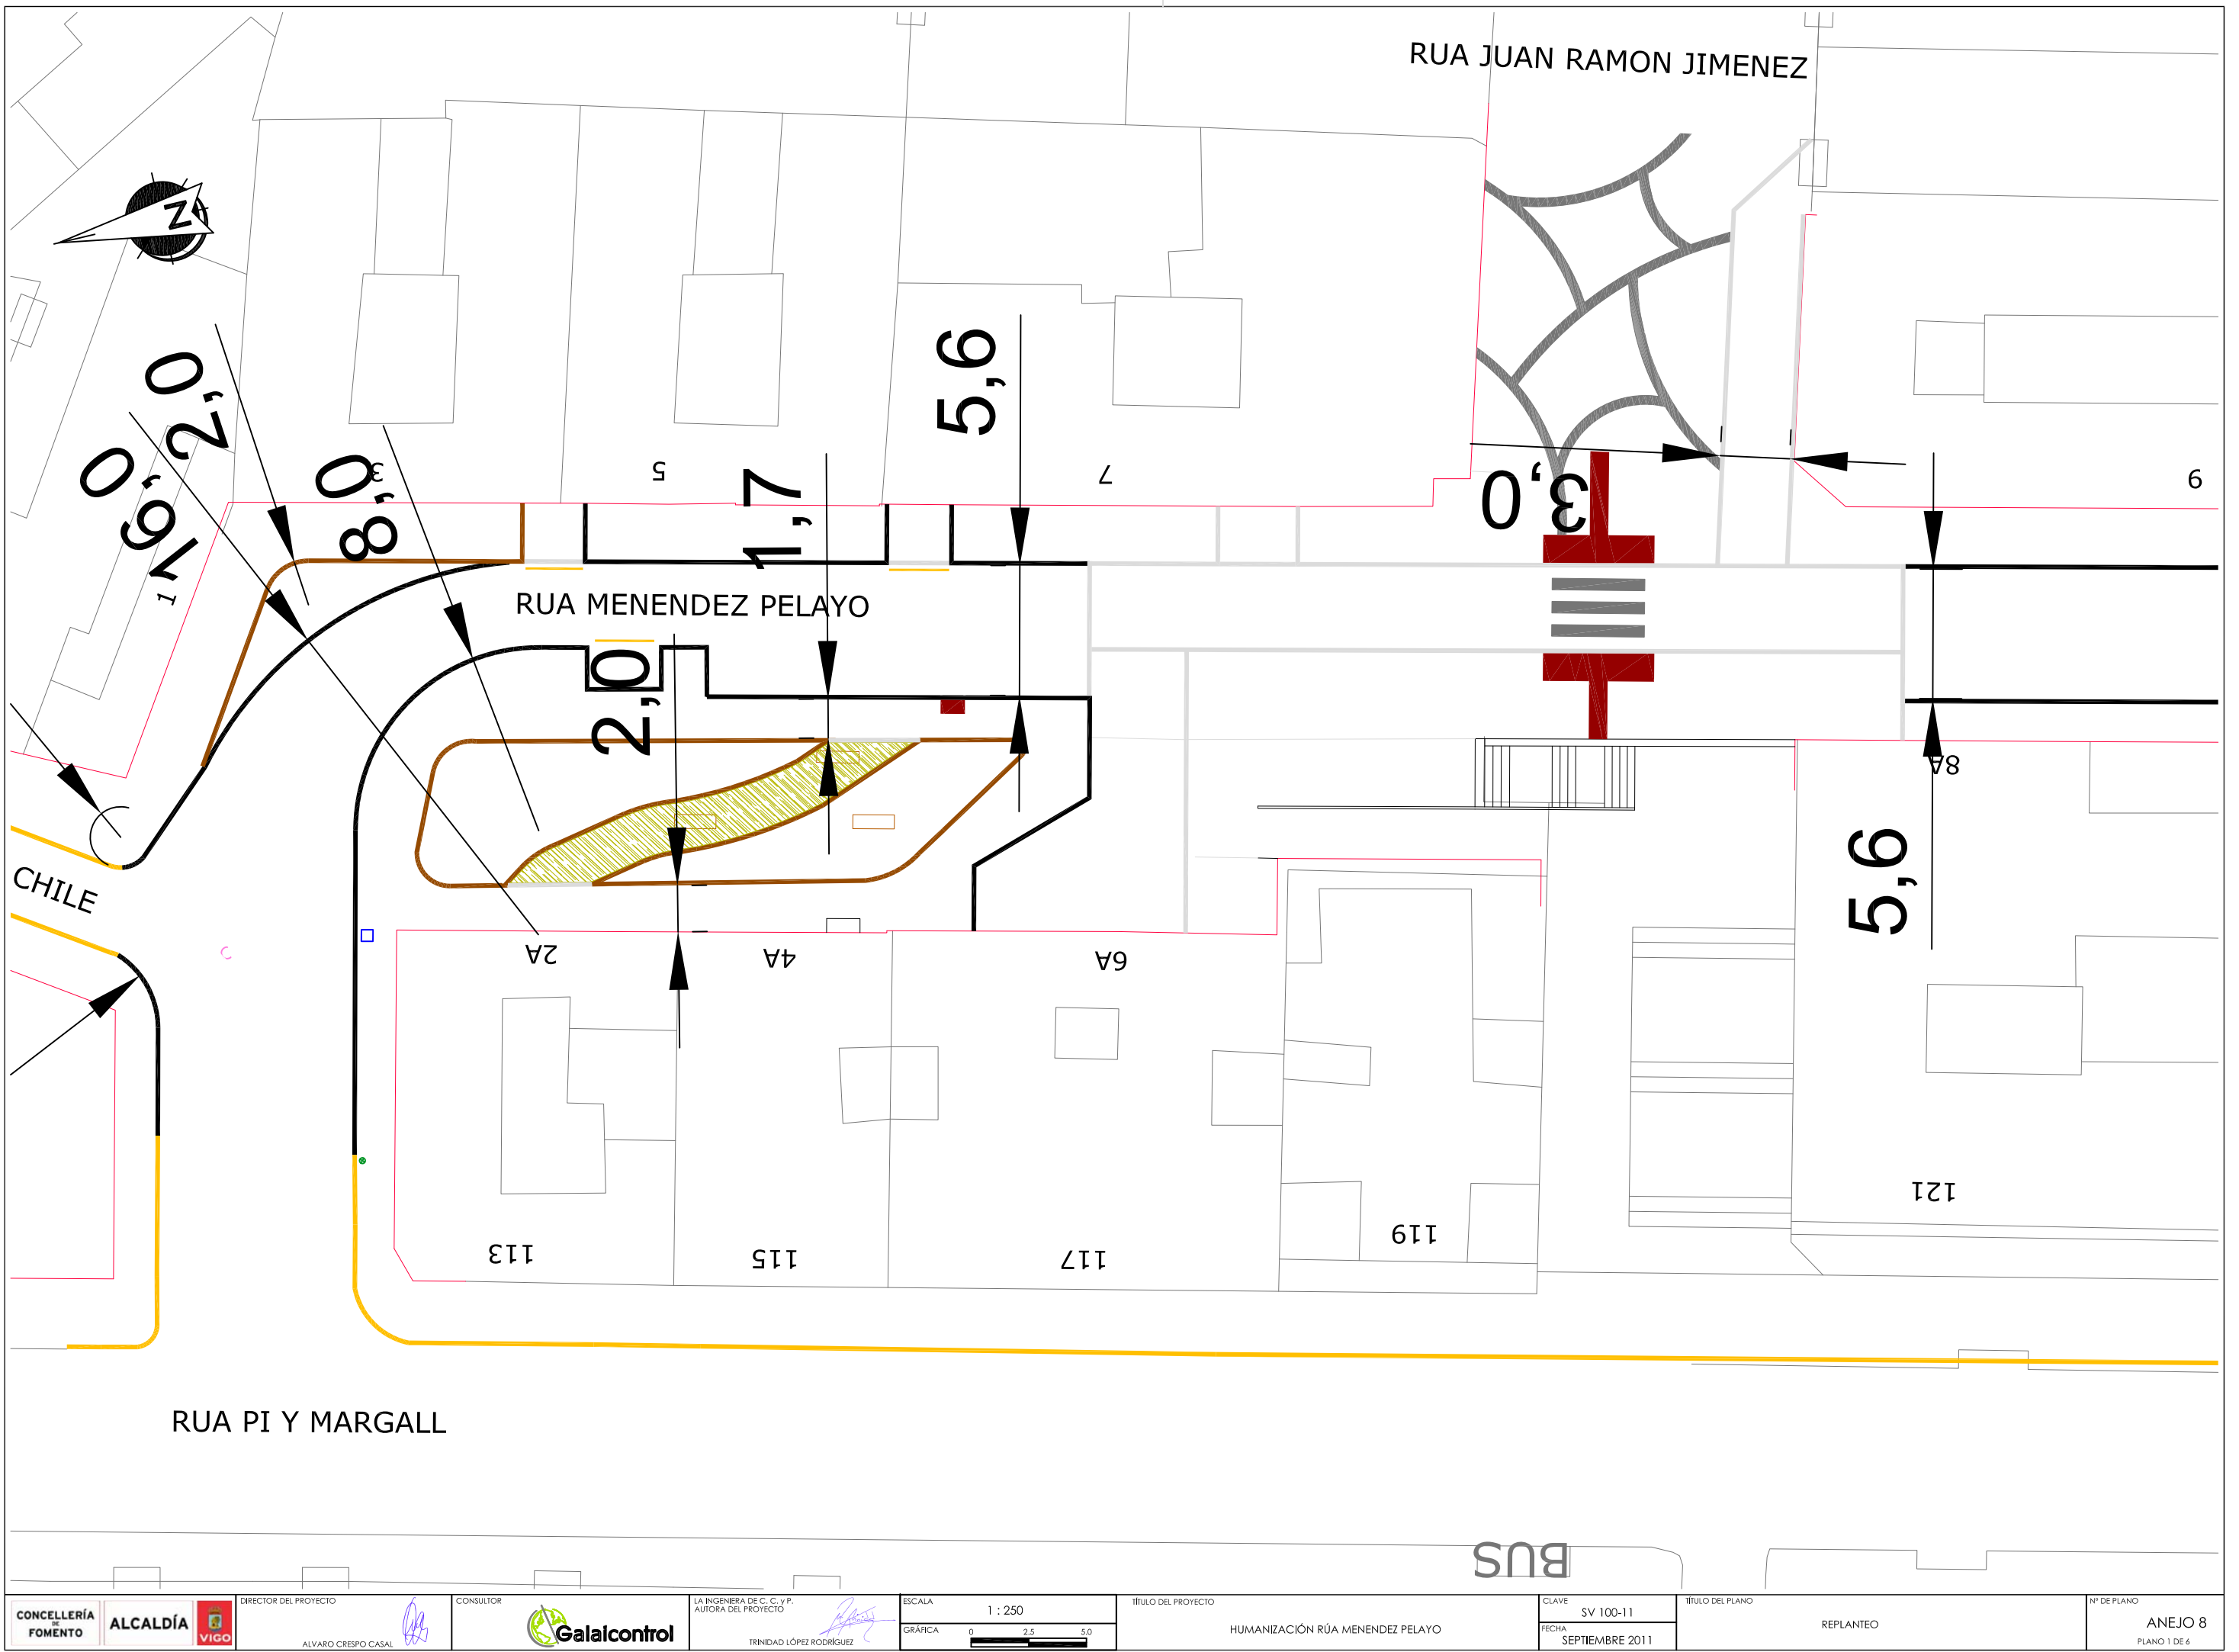 RUA JUAN RAMON JIMENEZ
N
2,0
16,0
8,0
5,6
1,7
3,0
1
3
5
7
9
RUA MENENDEZ PELAYO
2,0
8A
5,6
CHILE
2A
4A
6A
113
115
117
119
121
RUA PI Y MARGALL
BUS
CONCELLERÍA
DE
FOMENTO
ALCALDÍA
VIGO
DIRECTOR DEL PROYECTO
ALVARO CRESPO CASAL
CONSULTOR
Galaicontrol
LA INGENIERA DE C. C. y P.
AUTORA DEL PROYECTO
TRINIDAD LÓPEZ RODRÍGUEZ
ESCALA
1 : 250
GRÁFICA
0 2.5 5.0
TÍTULO DEL PROYECTO
HUMANIZACIÓN RÚA MENENDEZ PELAYO
CLAVE
SV 100-11
FECHA
SEPTIEMBRE 2011
TÍTULO DEL PLANO
REPLANTEO
Nº DE PLANO
ANEJO 8
PLANO 1 DE 6